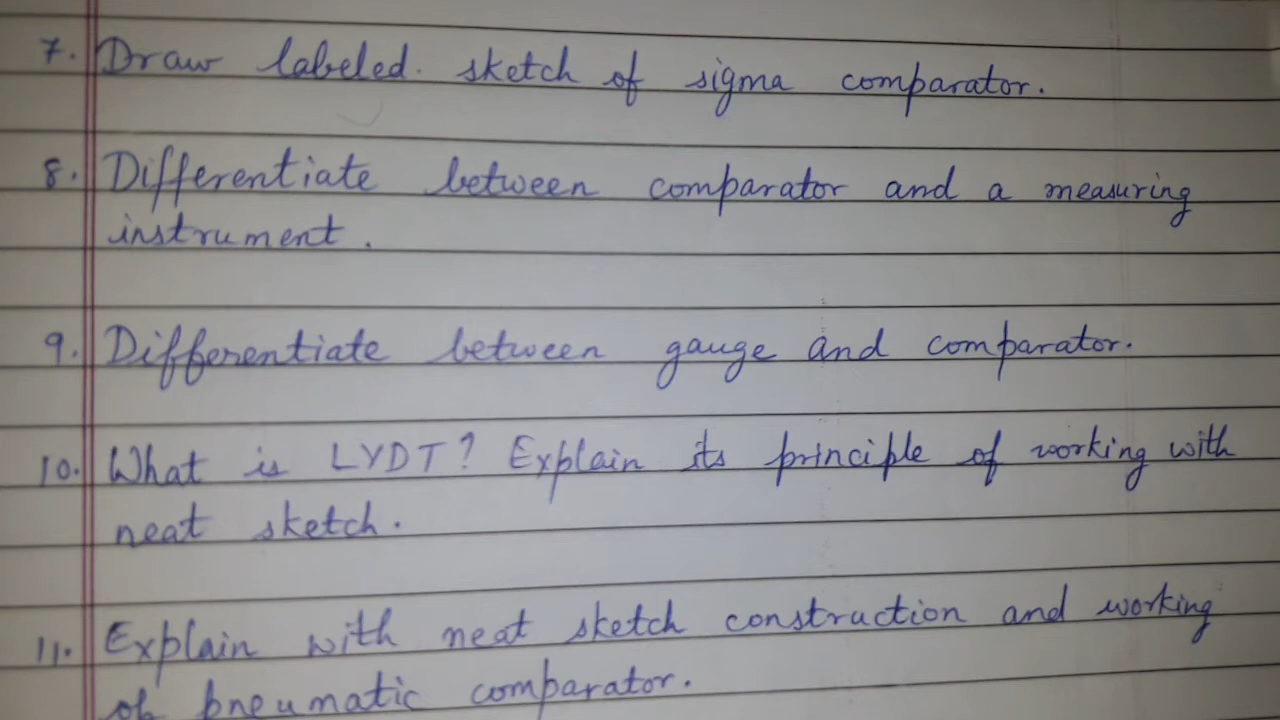 7. Draw labeled. sketch of sigma comparator.
8. Differentiate between comparator and a measuring
instrument.
9. Differentiate between gauge and comparator.
10. What is LVDT? Explain its principle of working with
neat sketch.
11. Explain with neat sketch construction and working
of pneumatic comparator.